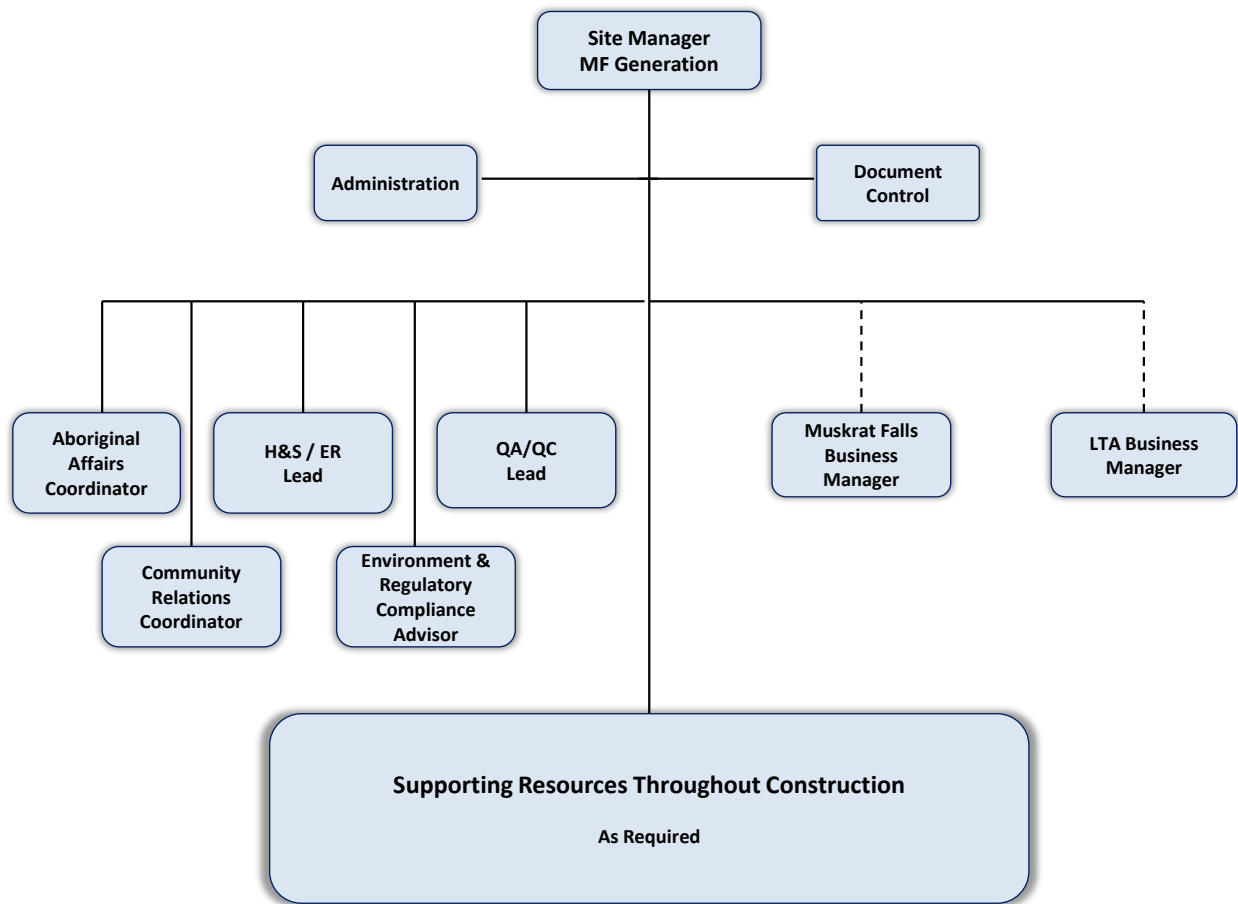 Site Manager
MF Generation
Administration
Document
Control
Aboriginal
Affairs
Coordinator
H&S / ER
Lead
QA/QC
Lead
Muskrat Falls
Business
Manager
LTA Business
Manager
Community
Relations
Coordinator
Environment &
Regulatory
Compliance
Advisor
Supporting Resources Throughout Construction
As Required